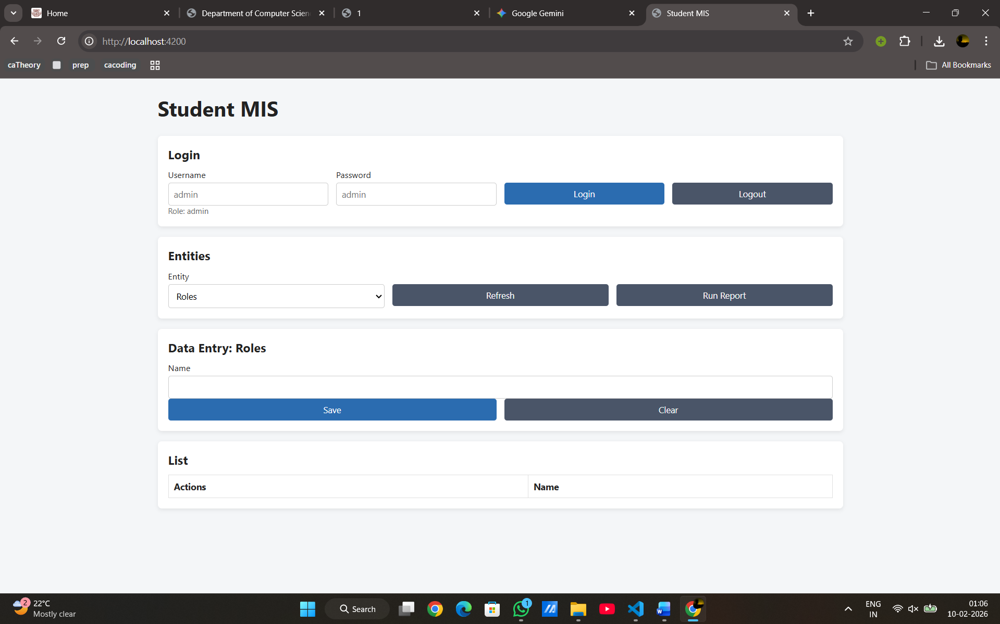 Home
Department of Computer Scien
1
Google Gemini
Student MIS
http://localhost:4200
caTheory
prep
cacoding
All Bookmarks
Student MIS
Login
Username
Password
admin
admin
Login
Logout
Role: admin
Entities
Entity
Roles
Refresh
Run Report
Data Entry: Roles
Name
Save
Clear
List
Actions
Name
2
22°C
Mostly clear
Search
1
ENG
IN
01:06
10-02-2026